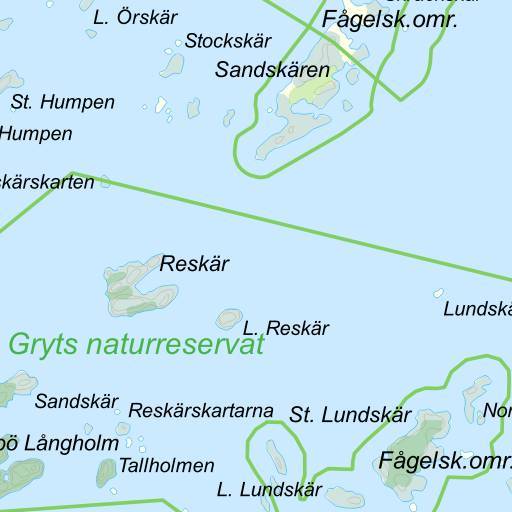 L. Örskär
Fågelsk.omr.
Stockskär
Sandskären
St. Humpen
Humpen
skärskarten
Reskär
Lundskä
L. Reskär
Gryts naturreservat
Sandskär
Reskärskartarna
St. Lundskär
Nor
ö Långholm
Tallholmen
Fågelsk.omr.
L. Lundskär